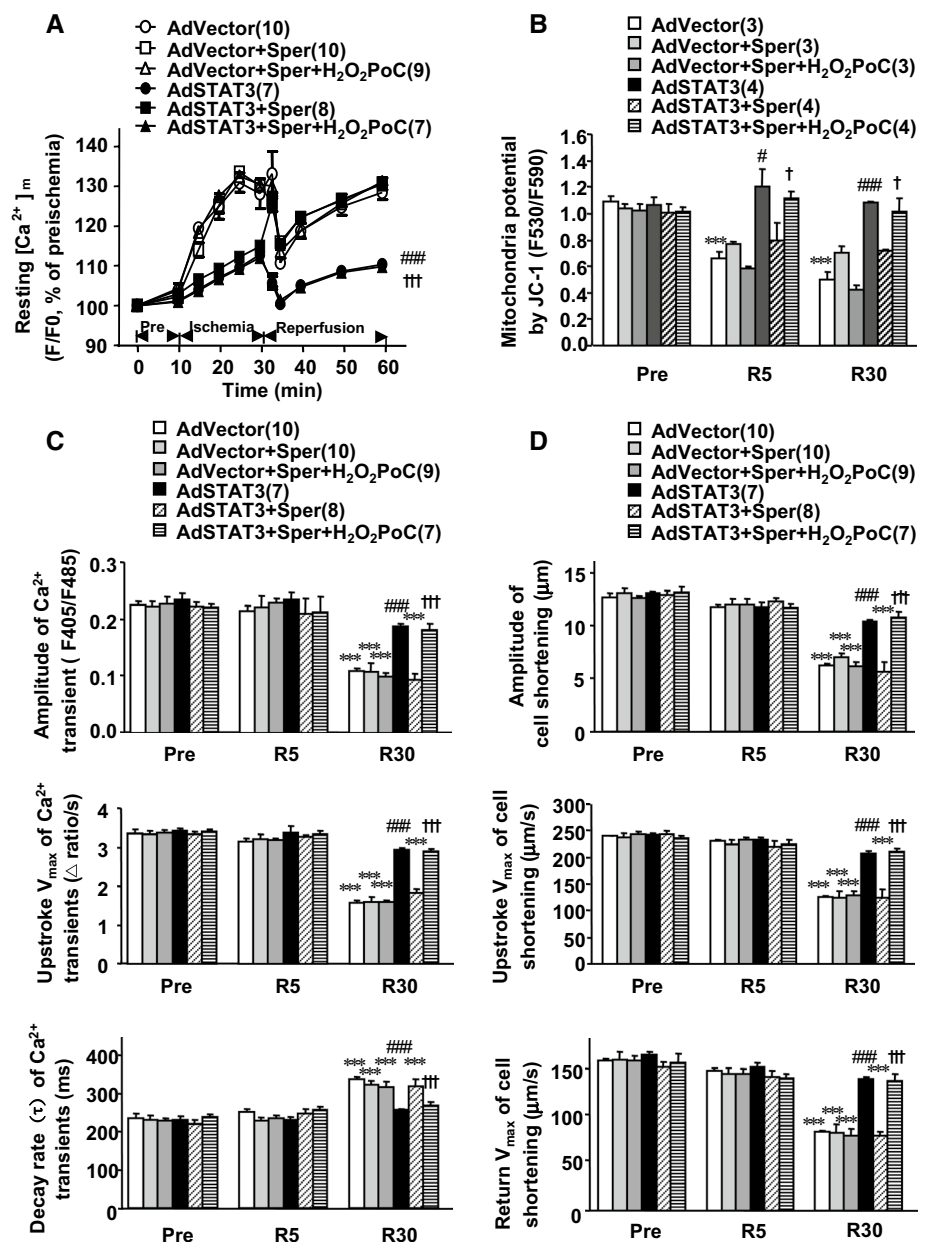 A
AdVector(10)
AdVector+Sper(10)
AdVector+Sper+H₂O₂PoC(9)
AdSTAT3(7)
AdSTAT3+Sper(8)
AdSTAT3+Sper+H₂O₂PoC(7)
Resting [Ca²⁺]m
(F/F0, % of preischemia)
130
120
110
100
90
###
†††
Pre Ischemia Reperfusion
0 10 20 30 40 50 60
Time (min)
B
AdVector(3)
AdVector+Sper(3)
AdVector+Sper+H₂O₂PoC(3)
AdSTAT3(4)
AdSTAT3+Sper(4)
AdSTAT3+Sper+H₂O₂PoC(4)
Mitochondria potential
by JC-1 (F530/F590)
1.6
1.4
1.2
1.0
0.8
0.6
0.4
0.2
0.0
*** # † *** ### †
Pre R5 R30
C
AdVector(10)
AdVector+Sper(10)
AdVector+Sper+H₂O₂PoC(9)
AdSTAT3(7)
AdSTAT3+Sper(8)
AdSTAT3+Sper+H₂O₂PoC(7)
Amplitude of Ca²⁺
transient ( F405/F485)
0.3
0.2
0.1
0.0
*** *** *** ### *** †††
Pre R5 R30
Upstroke Vmax of Ca²⁺
transients (△ ratio/s)
4
3
2
1
0
*** *** *** ### *** †††
Pre R5 R30
Decay rate (τ) of Ca²⁺
transients (ms)
400
300
200
100
0
*** *** *** ### *** †††
Pre R5 R30
D
AdVector(10)
AdVector+Sper(10)
AdVector+Sper+H₂O₂PoC(9)
AdSTAT3(7)
AdSTAT3+Sper(8)
AdSTAT3+Sper+H₂O₂PoC(7)
Amplitude of
cell shortening (μm)
15
10
5
0
*** *** *** ### *** †††
Pre R5 R30
Upstroke Vmax of cell
shortening (μm/s)
300
250
200
150
100
50
0
*** *** *** ### *** †††
Pre R5 R30
Return Vmax of cell
shortening (μm/s)
150
100
50
0
*** *** *** ### *** †††
Pre R5 R30